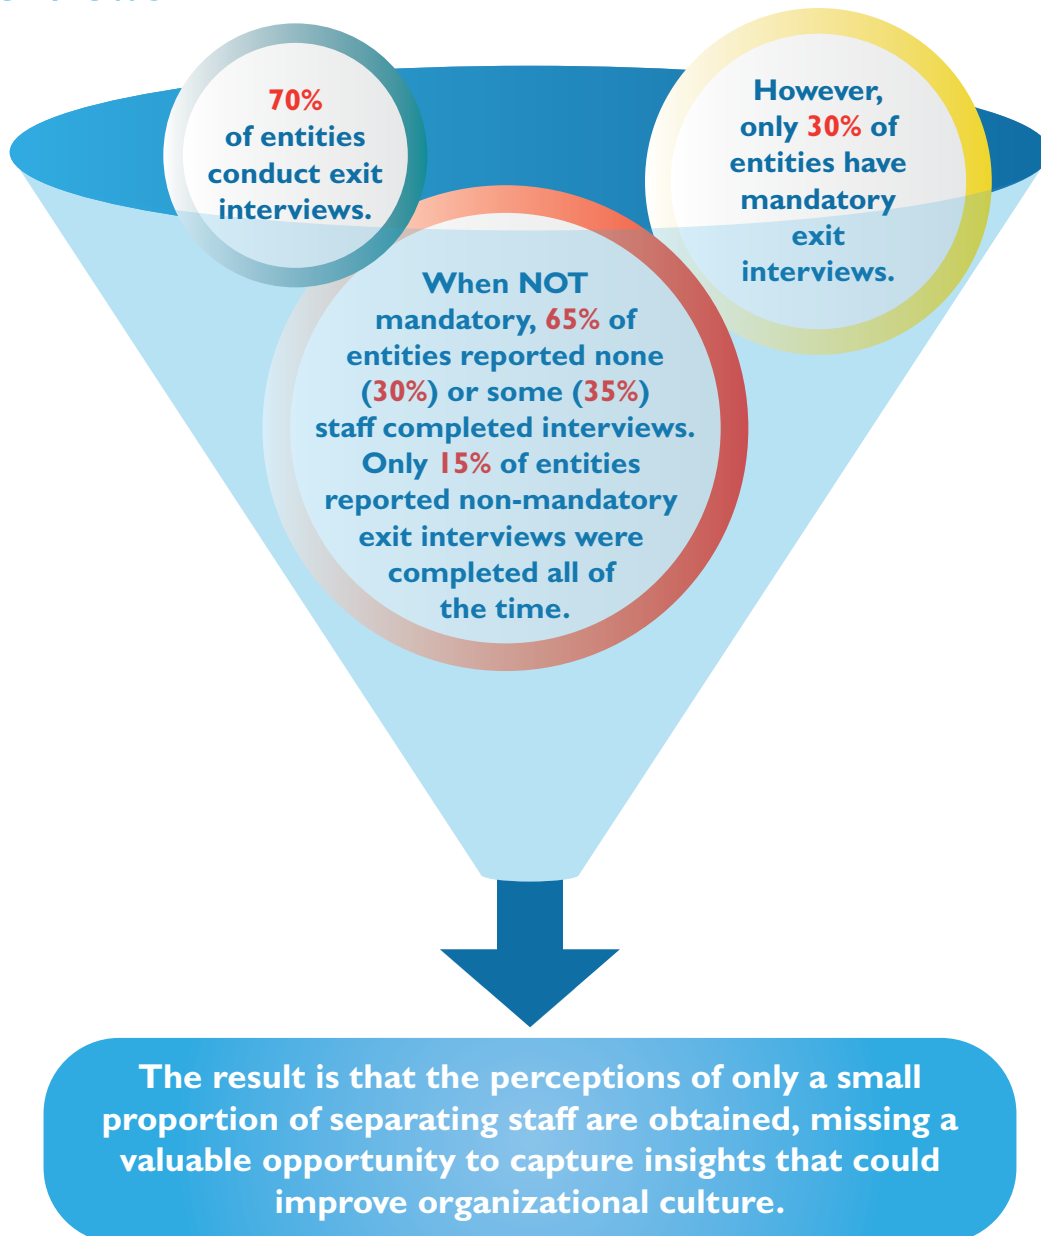 70%
of entities
conduct exit
interviews.
However,
only 30% of
entities have
mandatory
exit
interviews.
When NOT
mandatory, 65% of
entities reported none
(30%) or some (35%)
staff completed interviews.
Only 15% of entities
reported non-mandatory
exit interviews were
completed all of
the time.
The result is that the perceptions of only a small
proportion of separating staff are obtained, missing a
valuable opportunity to capture insights that could
improve organizational culture.